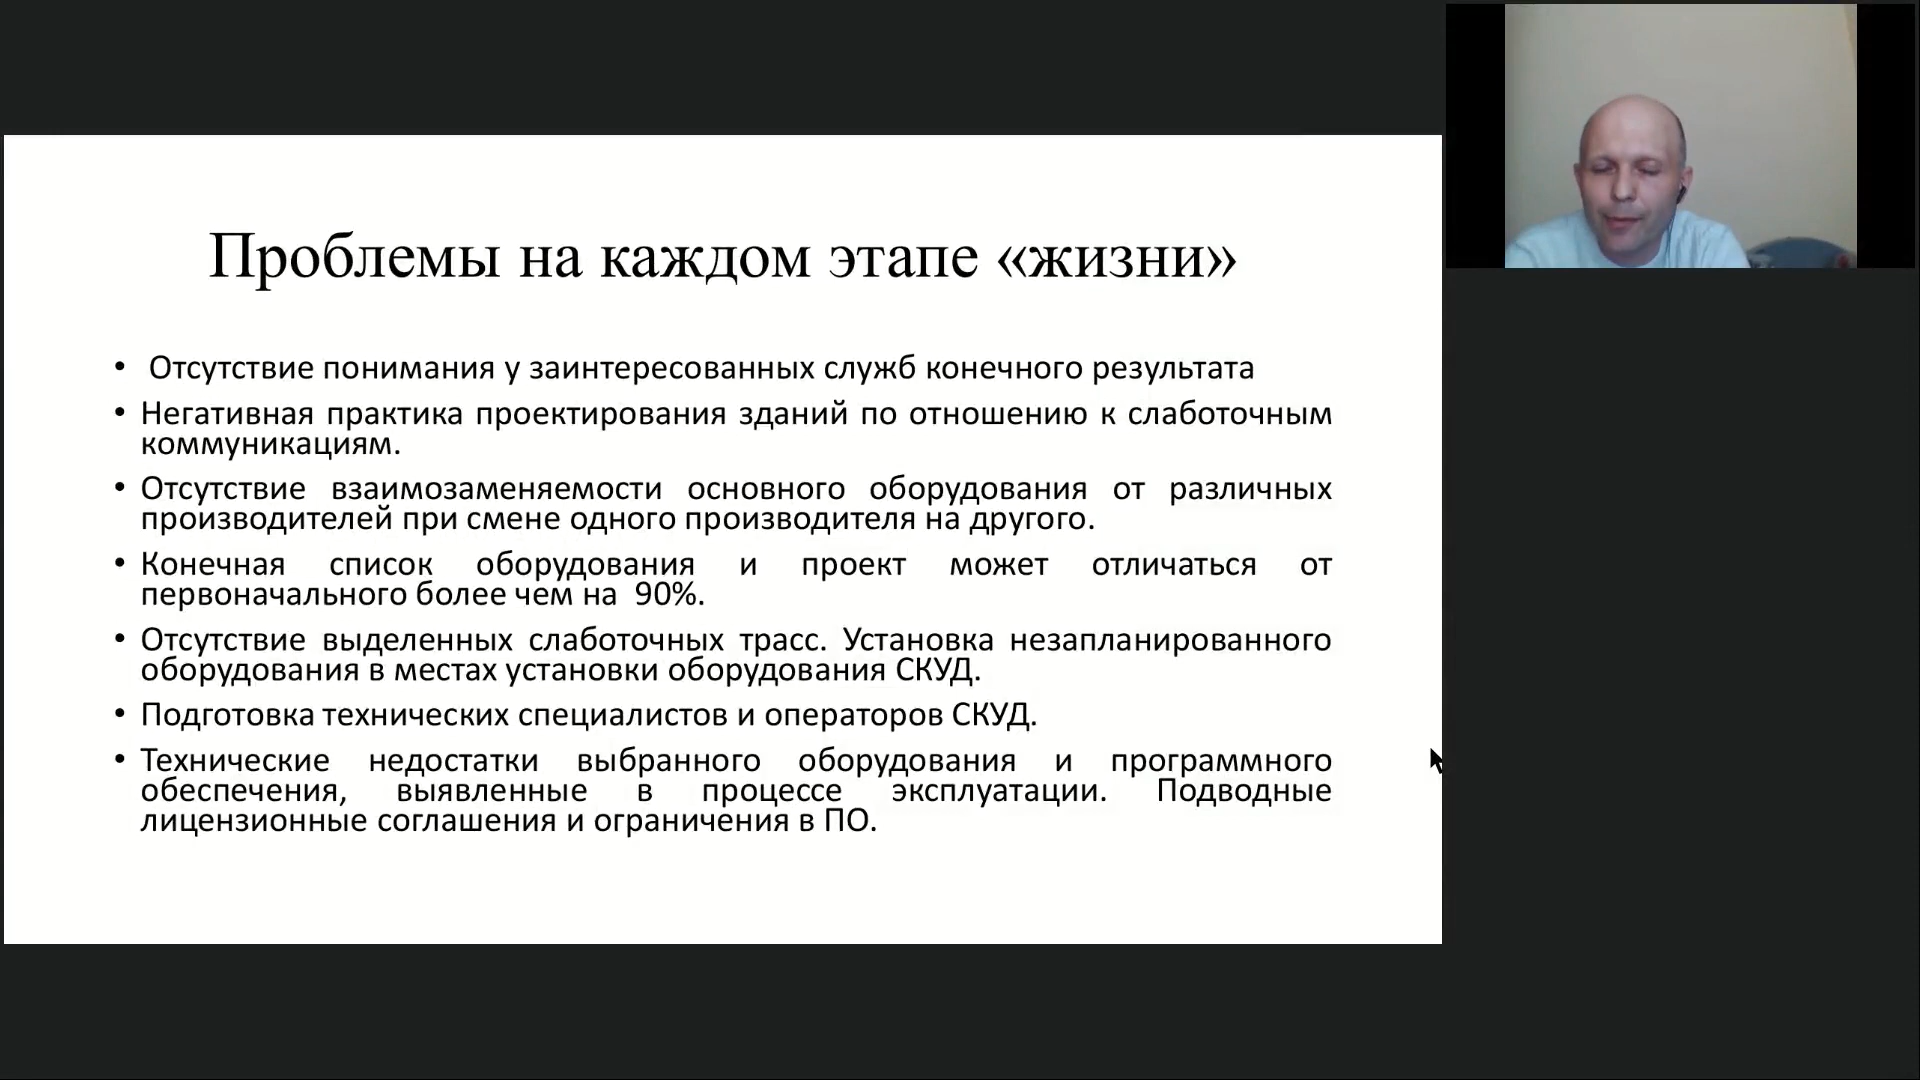 Проблемы на каждом этапе «жизни»
• Отсутствие понимания у заинтересованных служб конечного результата
• Негативная практика проектирования зданий по отношению к слаботочным
коммуникациям.
• Отсутствие взаимозаменяемости основного оборудования от различных
производителей при смене одного производителя на другого.
• Конечная список оборудования и проект может отличаться от
первоначального более чем на 90%.
• Отсутствие выделенных слаботочных трасс. Установка незапланированного
оборудования в местах установки оборудования СКУД.
• Подготовка технических специалистов и операторов СКУД.
• Технические недостатки выбранного оборудования и программного
обеспечения, выявленные в процессе эксплуатации. Подводные
лицензионные соглашения и ограничения в ПО.